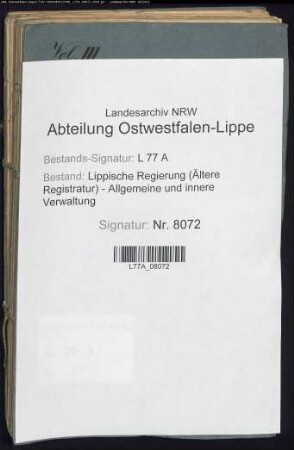 Vol. III
Landesarchiv NRW
Abteilung Ostwestfalen-Lippe
Bestands-Signatur: L 77 A
Bestand: Lippische Regierung (Ältere
Registratur) - Allgemeine und innere
Verwaltung
Signatur: Nr. 8072
L77A_08072